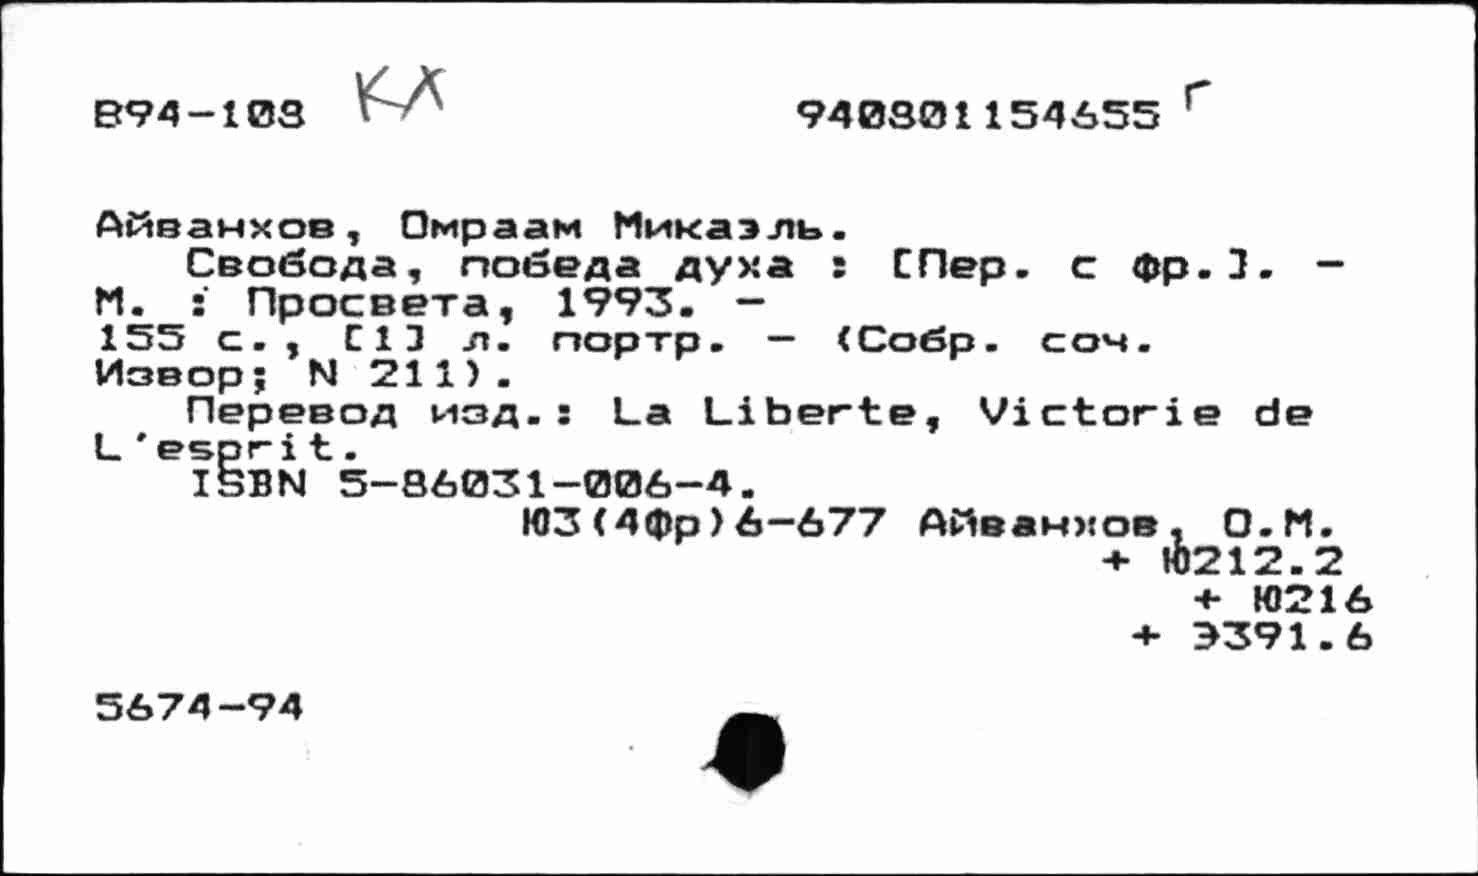 В94-108 КХ 940801154655 г
Айванхов, Омраам Микаэль.
Свобода, победа духа : [Пер. с фр.]. -
М. : Просвета, 1993. -
155 с., [1] л. портр. - (Собр. соч.
Извор; N 211).
Перевод изд.: La Liberte, Victorie de
L'esprit.
ISBN 5-86031-006-4.
Ю3(4Фр)6-677 Айванхов, О.М.
+ Ю212.2
+ Ю216
+ Э391.6
5674-94